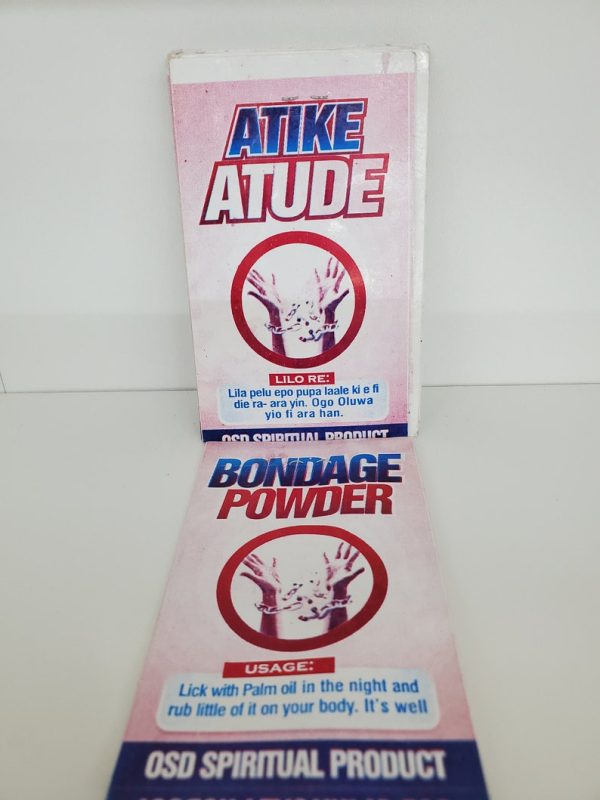 ATIKE
ATUDE
LILO RE:
Lila pelu epo pupa laale ki e fi
die ra- ara yin. Ogo Oluwa
yio fi ara han.
OSD SPIRITUAL PRODUCT
BONDAGE
POWDER
USAGE:
Lick with Palm oil in the night and
rub little of it on your body. It's well
OSD SPIRITUAL PRODUCT